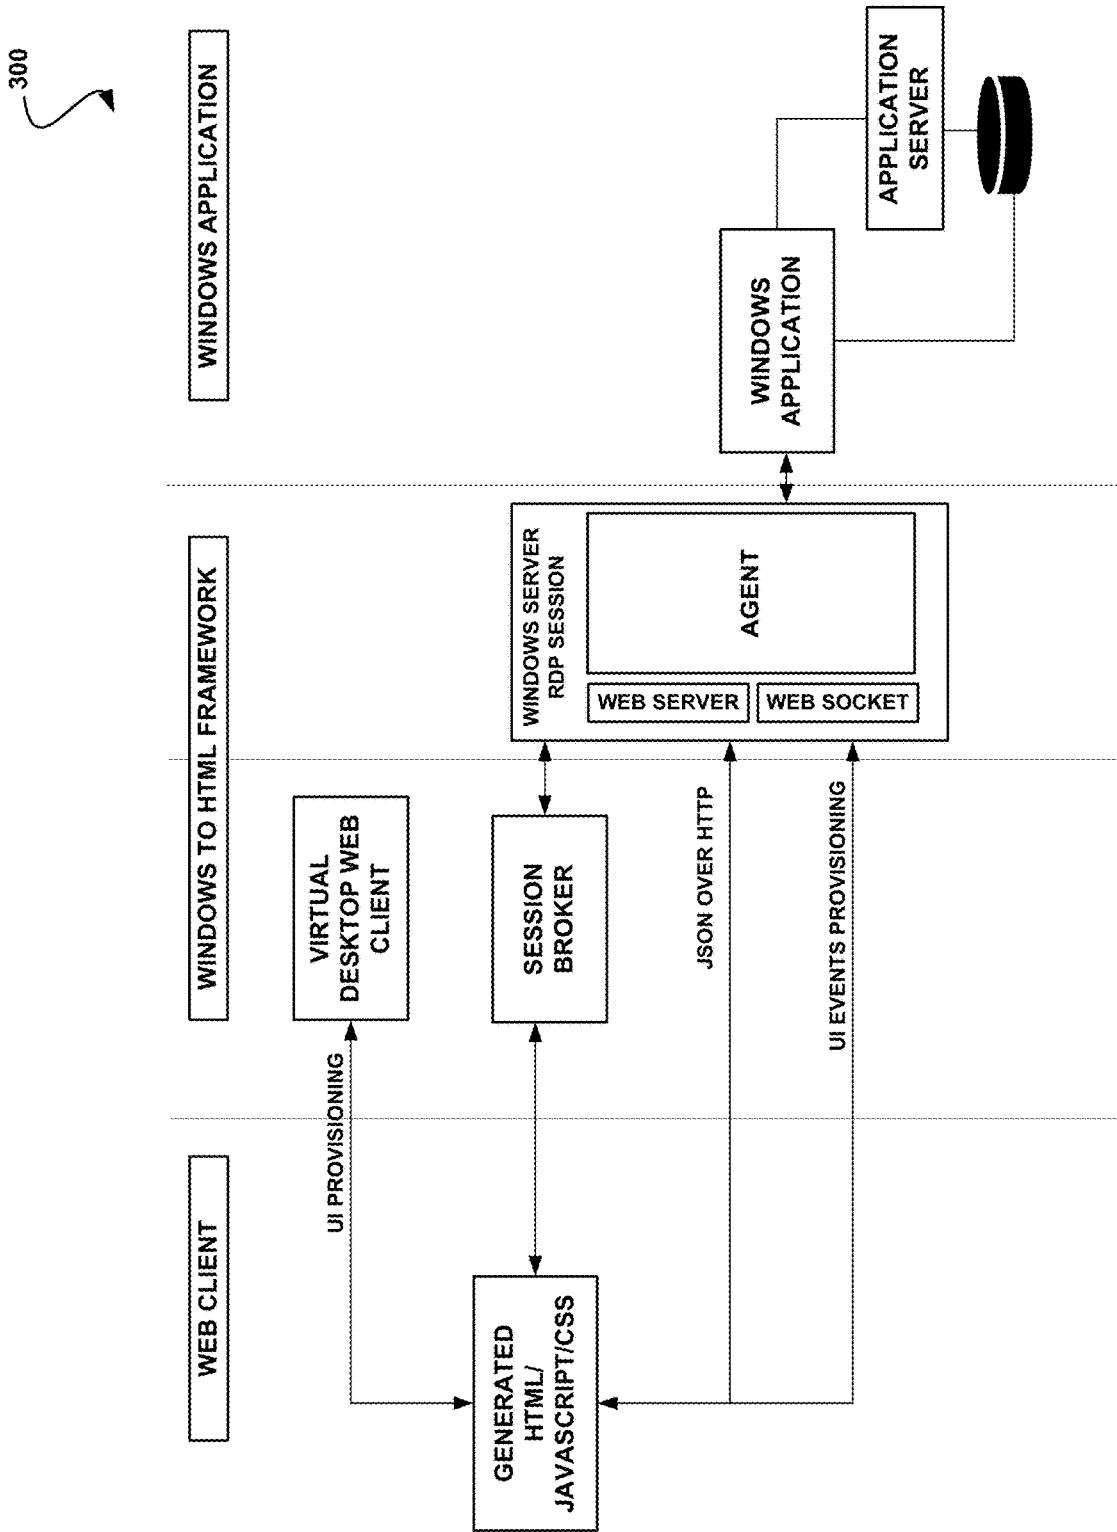 300
WEB CLIENT
WINDOWS TO HTML FRAMEWORK
WINDOWS APPLICATION
UI PROVISIONING
VIRTUAL
DESKTOP WEB
CLIENT
GENERATED
HTML/
JAVASCRIPT/CSS
SESSION
BROKER
WINDOWS SERVER
RDP SESSION
WEB SERVER
WEB SOCKET
AGENT
JSON OVER HTTP
UI EVENTS PROVISIONING
WINDOWS
APPLICATION
APPLICATION
SERVER